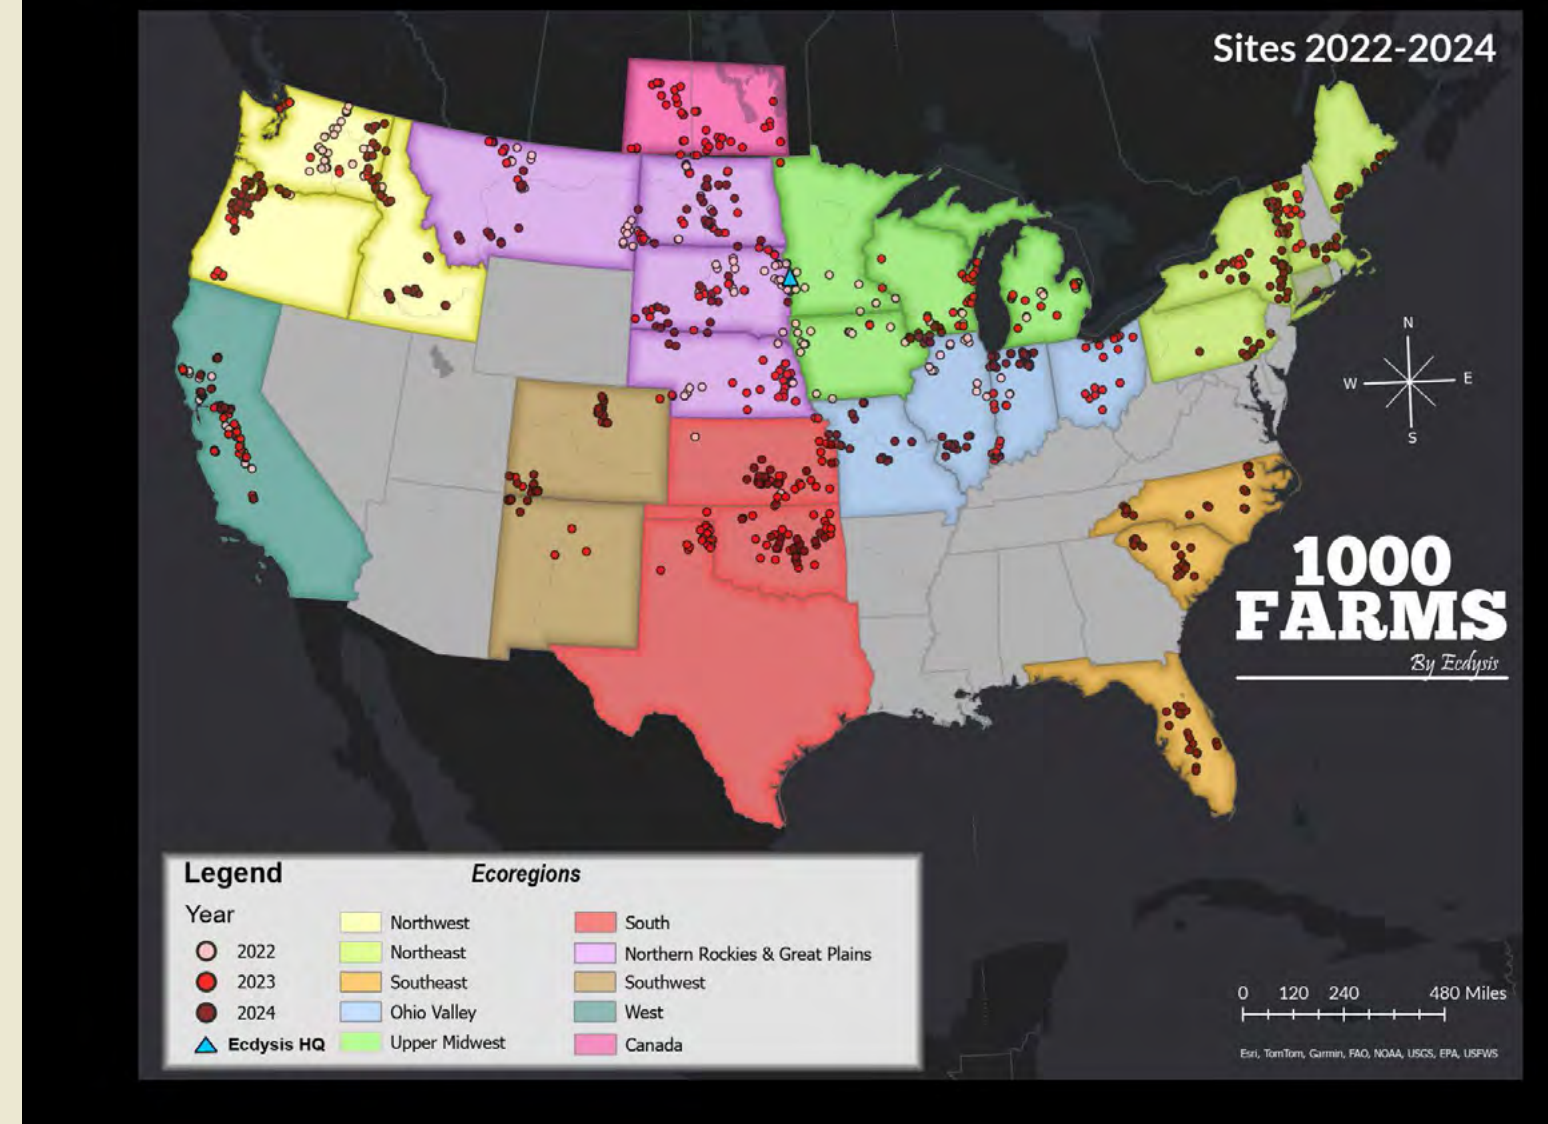 Sites 2022-2024
N
W
E
S
1000
FARMS
By Ecdysis
Legend
Ecoregions
Year
2022
2023
2024
Ecdysis HQ
Northwest
Northeast
Southeast
Ohio Valley
Upper Midwest
South
Northern Rockies & Great Plains
Southwest
West
Canada
0 120 240 480 Miles
Esri, TomTom, Garmin, FAO, NOAA, USGS, EPA, USFWS